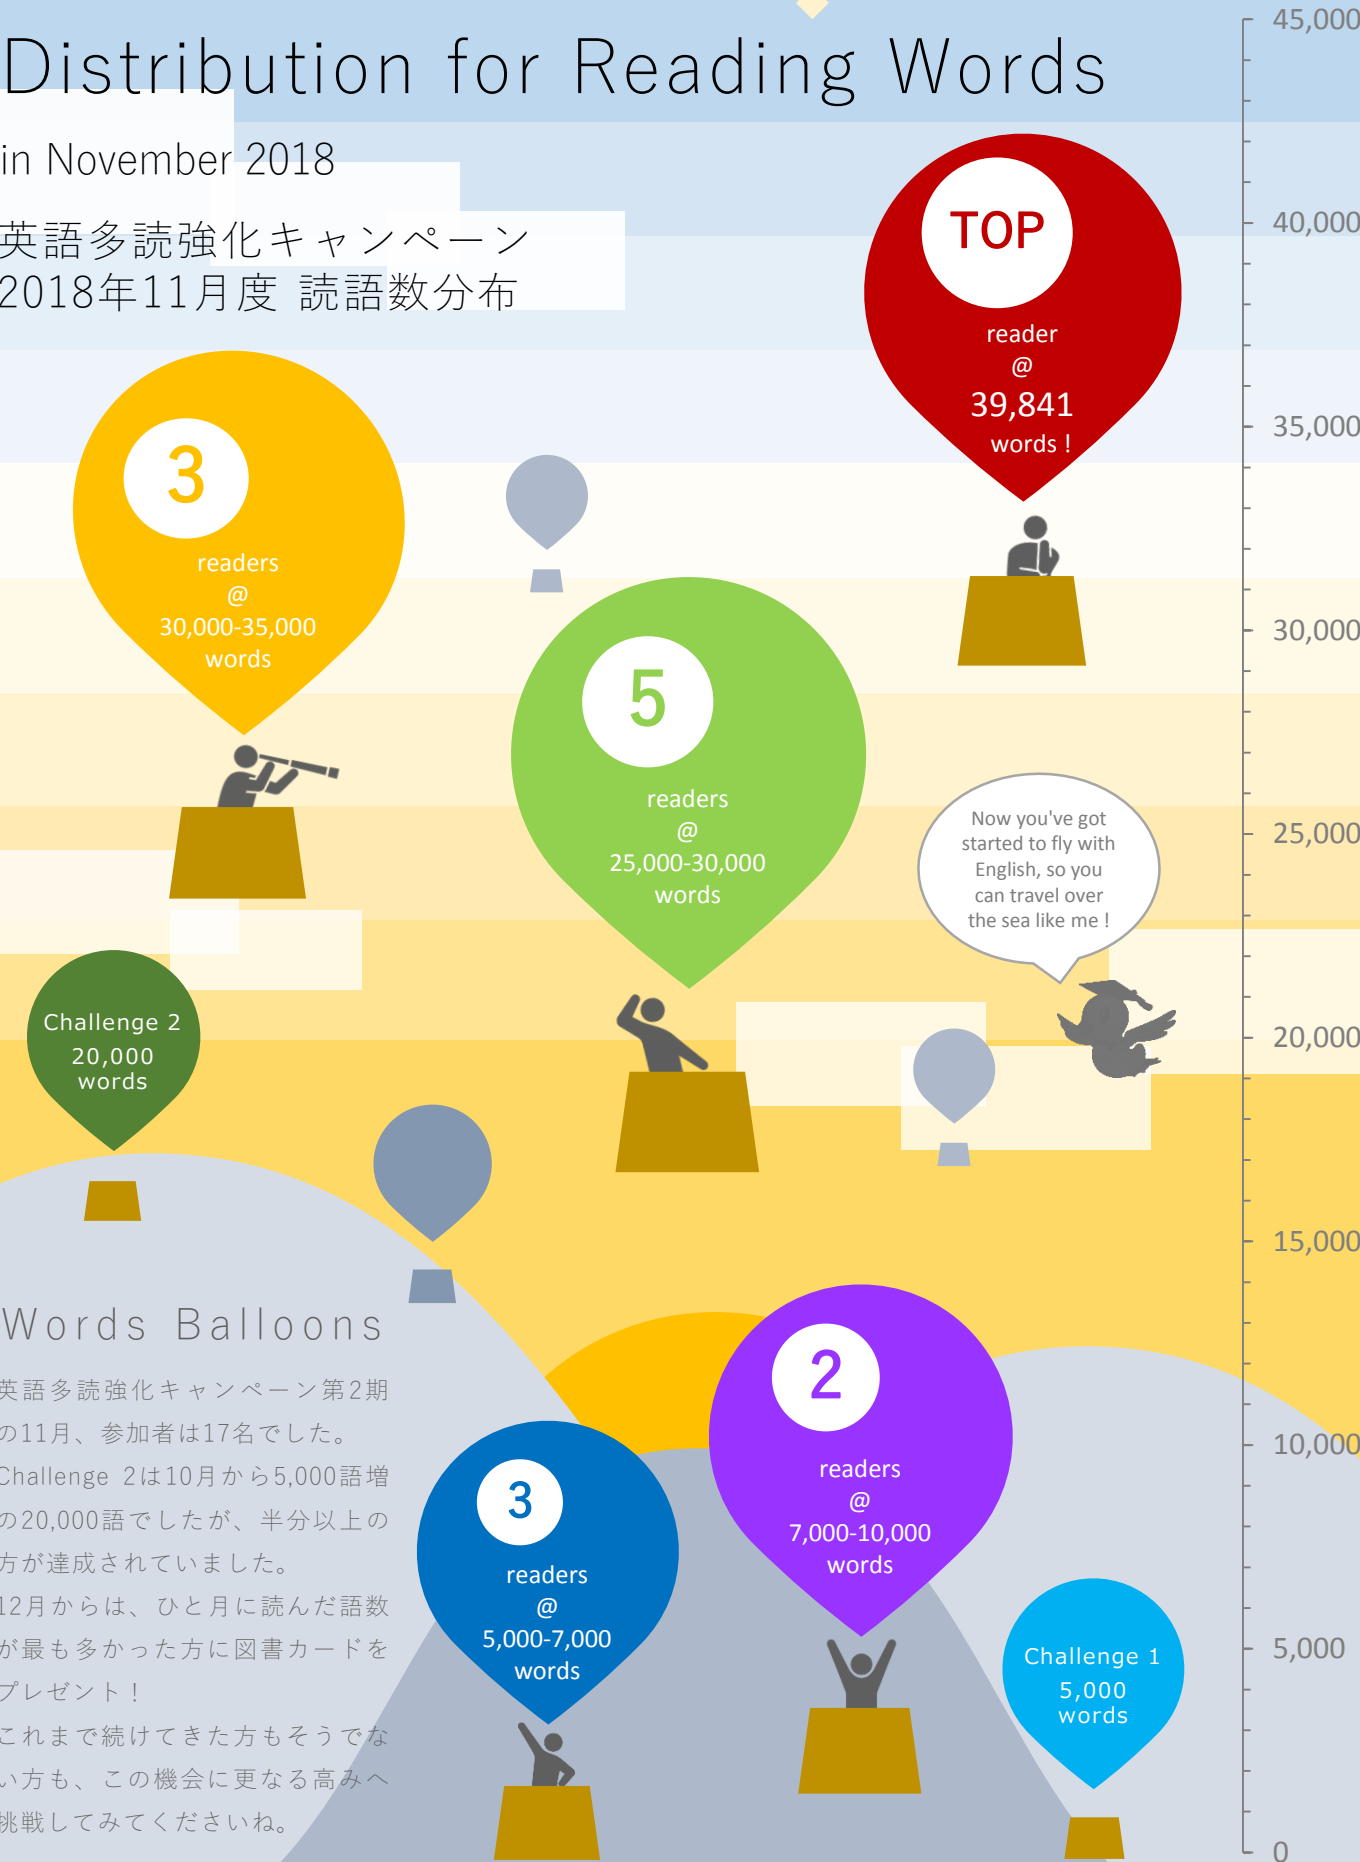 Distribution for Reading Words
in November 2018
英語多読強化キャンペーン
2018年11月度 読語数分布
TOP
reader
@
39,841
words !
3
readers
@
30,000-35,000
words
5
readers
@
25,000-30,000
words
Now you've got
started to fly with
English, so you
can travel over
the sea like me !
Challenge 2
20,000
words
Words Balloons
英語多読強化キャンペーン第2期
の11月、参加者は17名でした。
Challenge 2は10月から5,000語増
の20,000語でしたが、半分以上の
方が達成されていました。
12月からは、ひと月に読んだ語数
が最も多かった方に図書カードを
プレゼント！
これまで続けてきた方もそうでな
い方も、この機会に更なる高みへ
挑戦してみてくださいね。
2
readers
@
7,000-10,000
words
3
readers
@
5,000-7,000
words
Challenge 1
5,000
words
45,000
40,000
35,000
30,000
25,000
20,000
15,000
10,000
5,000
0